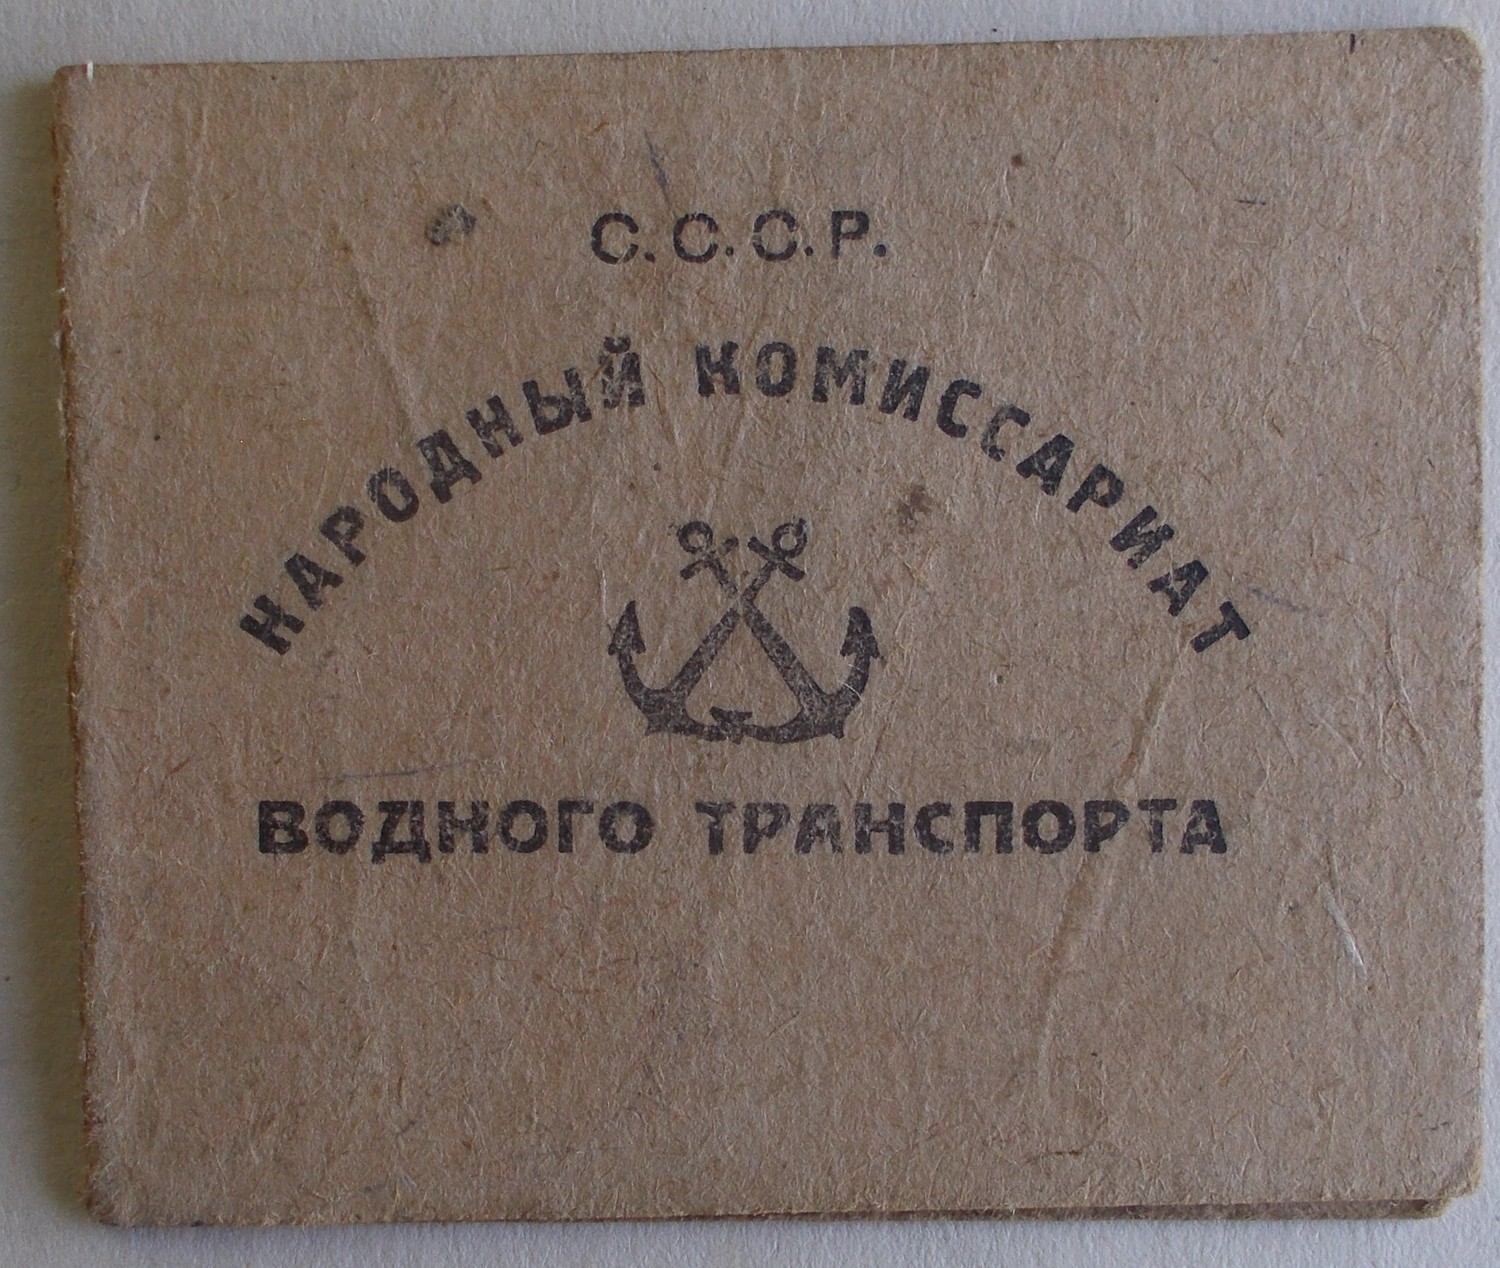 С.С.С.Р.
НАРОДНЫЙ КОМИССАРИАТ
ВОДНОГО ТРАНСПОРТА